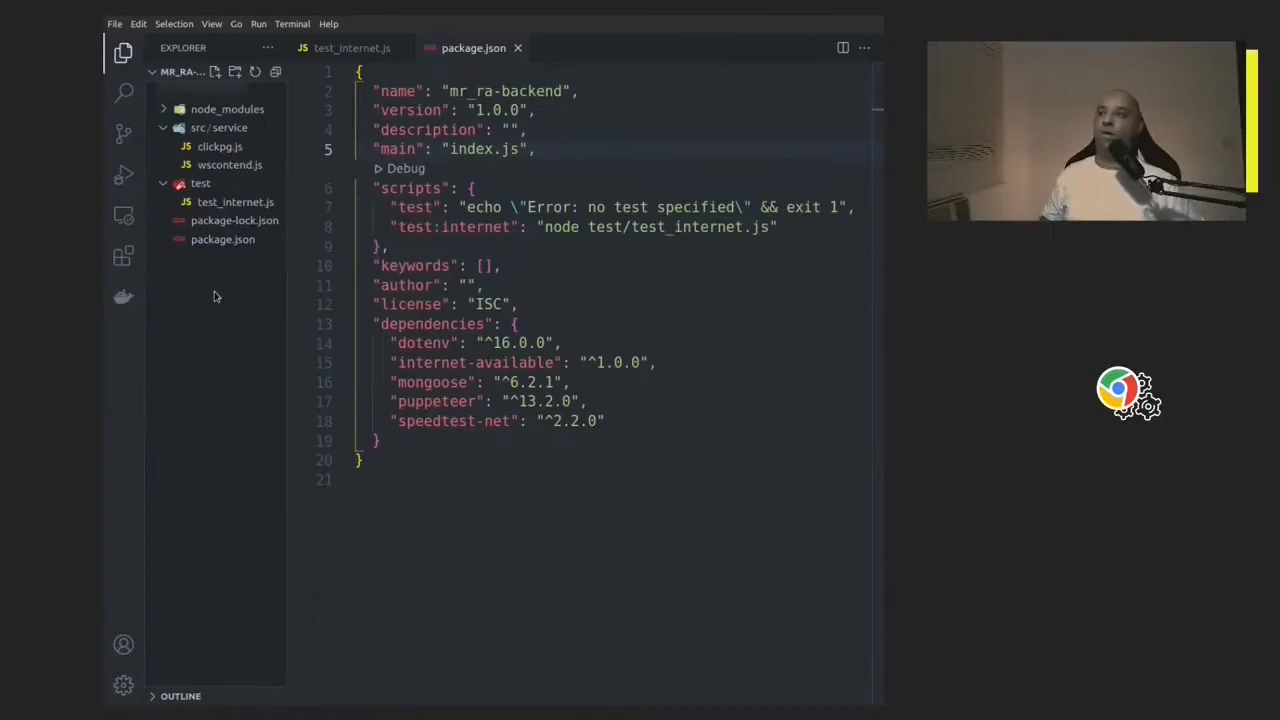 File Edit Selection View Go Run Terminal Help
EXPLORER
MR_RA-...
node_modules
src/service
JS clickpg.js
JS wscontend.js
test
JS test_internet.js
package-lock.json
package.json
OUTLINE
JS test_internet.js
package.json
1 {
2 "name": "mr_ra-backend",
3 "version": "1.0.0",
4 "description": "",
5 "main": "index.js",
Debug
6 "scripts": {
7 "test": "echo \"Error: no test specified\" && exit 1",
8 "test:internet": "node test/test_internet.js"
9 },
10 "keywords": [],
11 "author": "",
12 "license": "ISC",
13 "dependencies": {
14 "dotenv": "^16.0.0",
15 "internet-available": "^1.0.0",
16 "mongoose": "^6.2.1",
17 "puppeteer": "^13.2.0",
18 "speedtest-net": "^2.2.0"
19 }
20 }
21